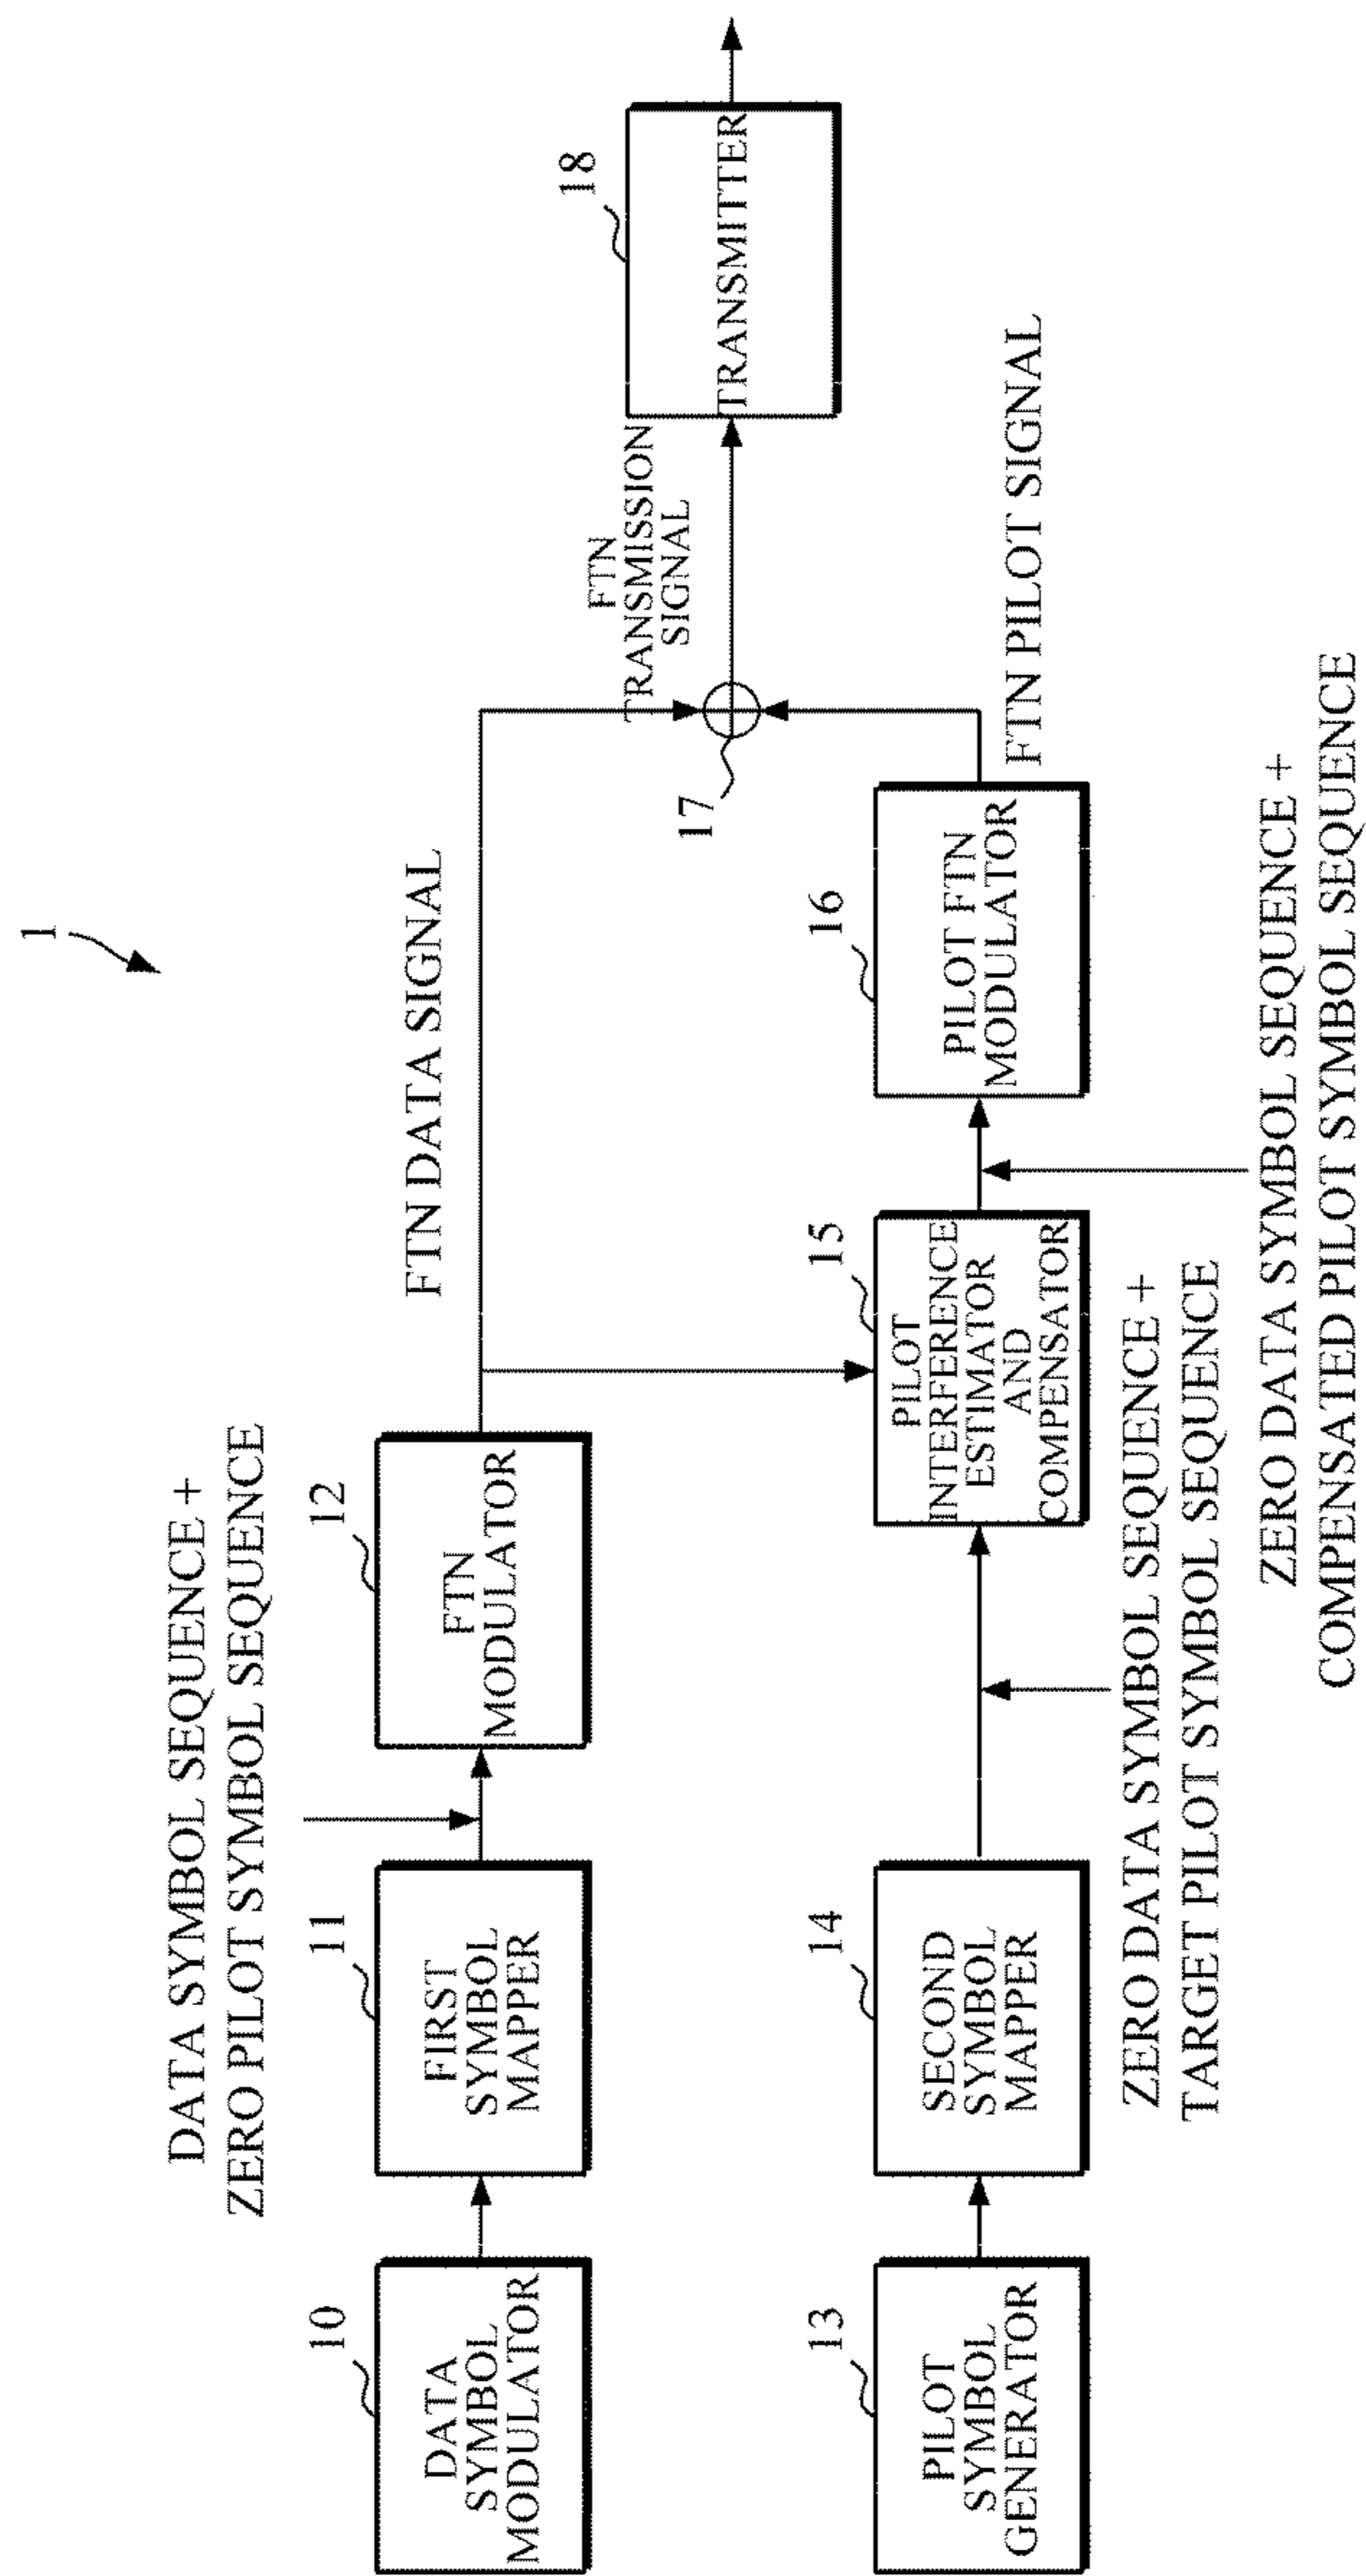 1
DATA SYMBOL SEQUENCE +
ZERO PILOT SYMBOL SEQUENCE
10
DATA
SYMBOL
MODULATOR
11
FIRST
SYMBOL
MAPPER
12
FTN
MODULATOR
FTN DATA SIGNAL
13
PILOT
SYMBOL
GENERATOR
14
SECOND
SYMBOL
MAPPER
15
PILOT
INTERFERENCE
ESTIMATOR
AND
COMPENSATOR
16
PILOT FTN
MODULATOR
17
FTN
TRANSMISSION
SIGNAL
18
TRANSMITTER
FTN PILOT SIGNAL
ZERO DATA SYMBOL SEQUENCE +
TARGET PILOT SYMBOL SEQUENCE
ZERO DATA SYMBOL SEQUENCE +
COMPENSATED PILOT SYMBOL SEQUENCE